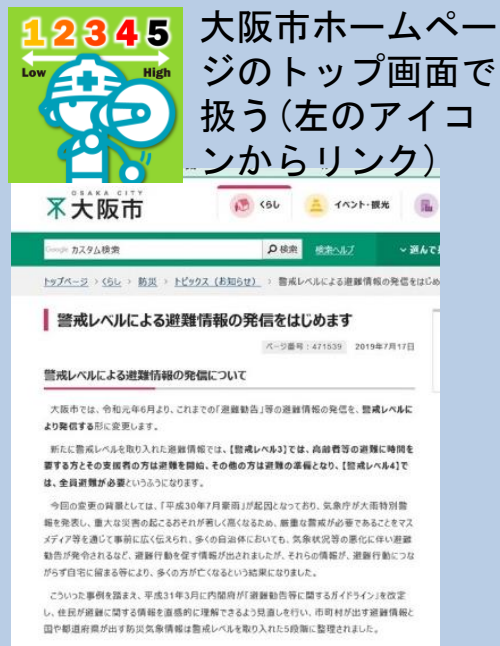 12345
Low High
大阪市ホームペー
ジのトップ画面で
扱う(左のアイコ
ンからリンク)
OSAKA CITY
大阪市
くらし
イベント・観光
Google カスタム検索
検索
検索ヘルプ
トップページ > くらし > 防災 > トピックス（お知らせ） > 警戒レベルによる避難情報の発信をはじめ
警戒レベルによる避難情報の発信をはじめます
ページ番号：471539 2019年7月17日
警戒レベルによる避難情報の発信について
大阪市では、令和元年6月より、これまでの「避難勧告」等の避難情報の発信を、警戒レベルに
より発信する形に変更します。
新たに警戒レベルを取り入れた避難情報では、【警戒レベル3】では、高齢者等の避難に時間を
要する方とその支援者の方は避難を開始、その他の方は避難の準備となり、【警戒レベル4】で
は、全員避難が必要というふうになります。
今回の変更の背景としては、「平成30年7月豪雨」が起因となっており、気象庁が大雨特別警
報を発表し、重大な災害の起こるおそれが著しく高くなるため、厳重な警戒が必要であることをマス
メディア等を通じて事前に広く伝えられ、多くの自治体においても、気象状況等の悪化に伴い避難
勧告が発令されるなど、避難行動を促す情報が出されましたが、それらの情報が、避難行動につな
がらず自宅に留まる等により、多くの方が亡くなるという結果になりました。
こういった事例を踏まえ、平成31年3月に内閣府が「避難勧告等に関するガイドライン」を改定
し、住民が避難に関する情報を直感的に理解できるよう見直しを行い、市町村が出す避難情報と
国や都道府県が出す防災気象情報は警戒レベルを取り入れた5段階に整理されました。